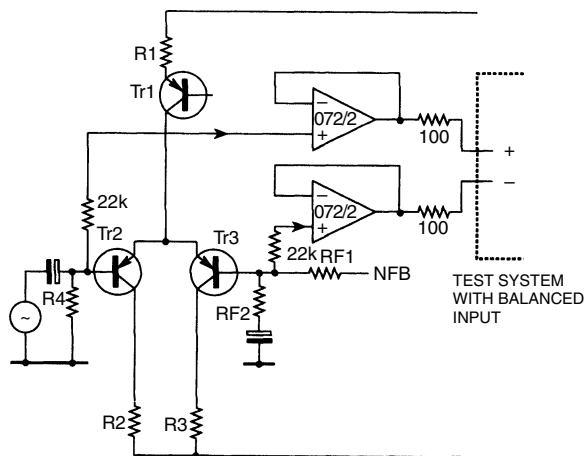 R1
Tr1
−
072/2
+
100
+
−
−
072/2
+
100
22k
Tr2
Tr3
22k
RF1
NFB
R4
RF2
~
TEST SYSTEM
WITH BALANCED
INPUT
R2
R3